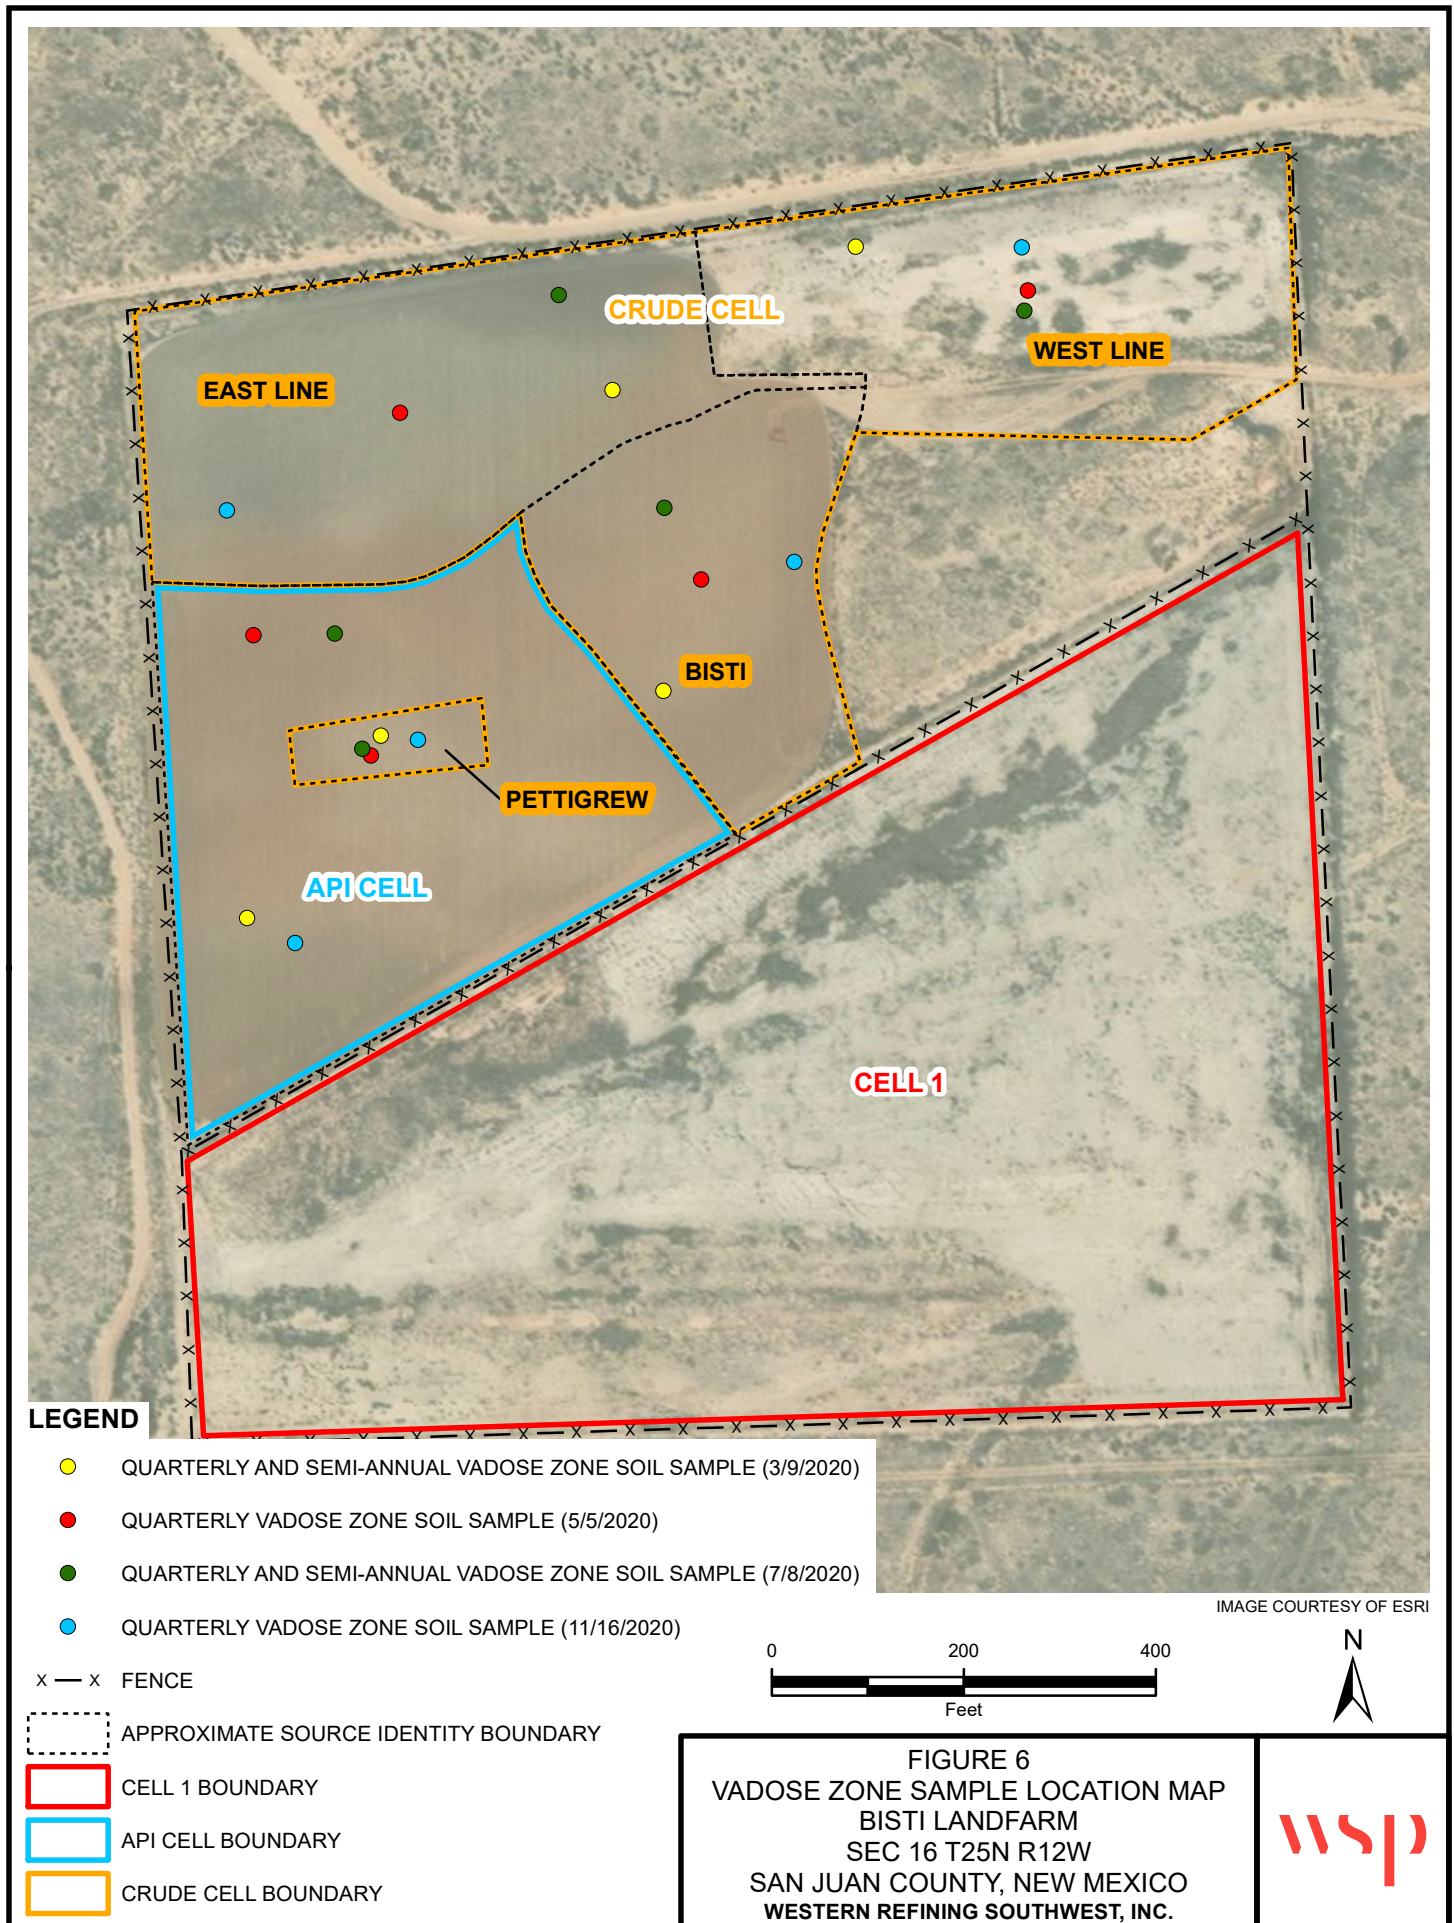 CRUDE CELL
WEST LINE
EAST LINE
BISTI
PETTIGREW
API CELL
CELL 1
LEGEND
QUARTERLY AND SEMI-ANNUAL VADOSE ZONE SOIL SAMPLE (3/9/2020)
QUARTERLY VADOSE ZONE SOIL SAMPLE (5/5/2020)
QUARTERLY AND SEMI-ANNUAL VADOSE ZONE SOIL SAMPLE (7/8/2020)
QUARTERLY VADOSE ZONE SOIL SAMPLE (11/16/2020)
X X FENCE
APPROXIMATE SOURCE IDENTITY BOUNDARY
CELL 1 BOUNDARY
API CELL BOUNDARY
CRUDE CELL BOUNDARY
IMAGE COURTESY OF ESRI
0 200 400
Feet
N
FIGURE 6
VADOSE ZONE SAMPLE LOCATION MAP
BISTI LANDFARM
SEC 16 T25N R12W
SAN JUAN COUNTY, NEW MEXICO
WESTERN REFINING SOUTHWEST, INC.
wsp